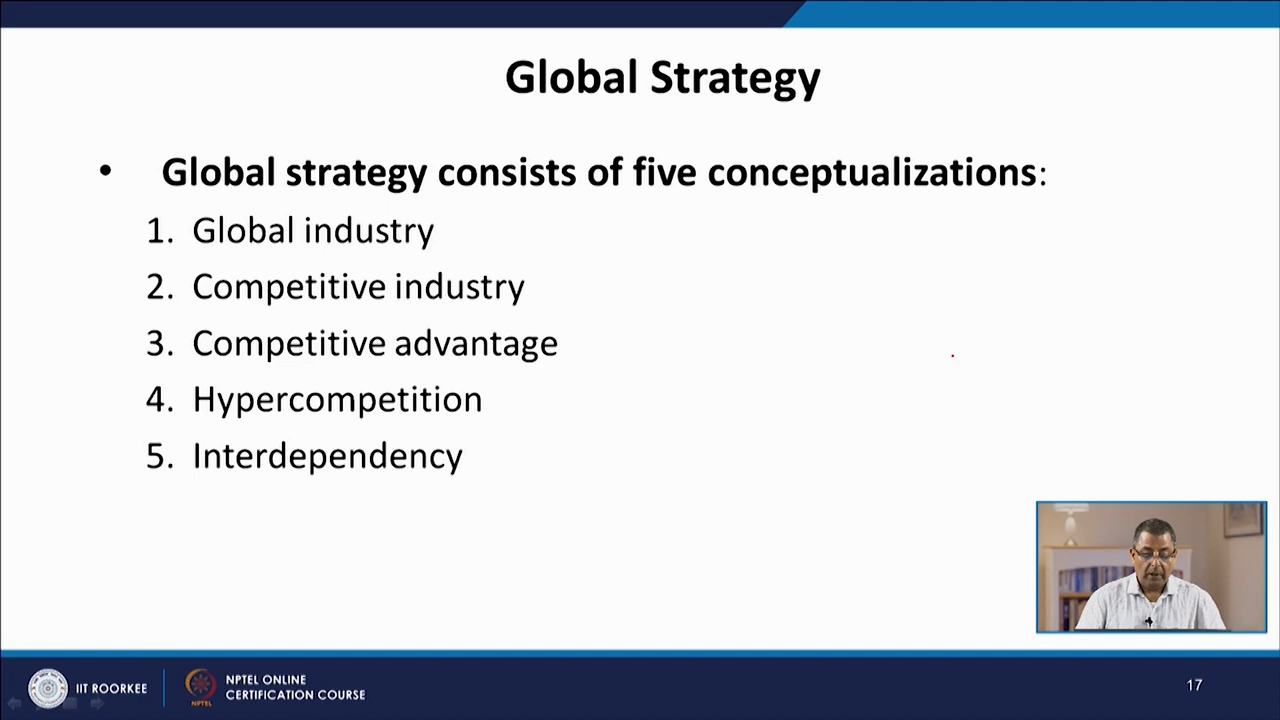 Global Strategy
• Global strategy consists of five conceptualizations:
1. Global industry
2. Competitive industry
3. Competitive advantage
4. Hypercompetition
5. Interdependency
IIT ROORKEE
NPTEL
NPTEL ONLINE
CERTIFICATION COURSE
17